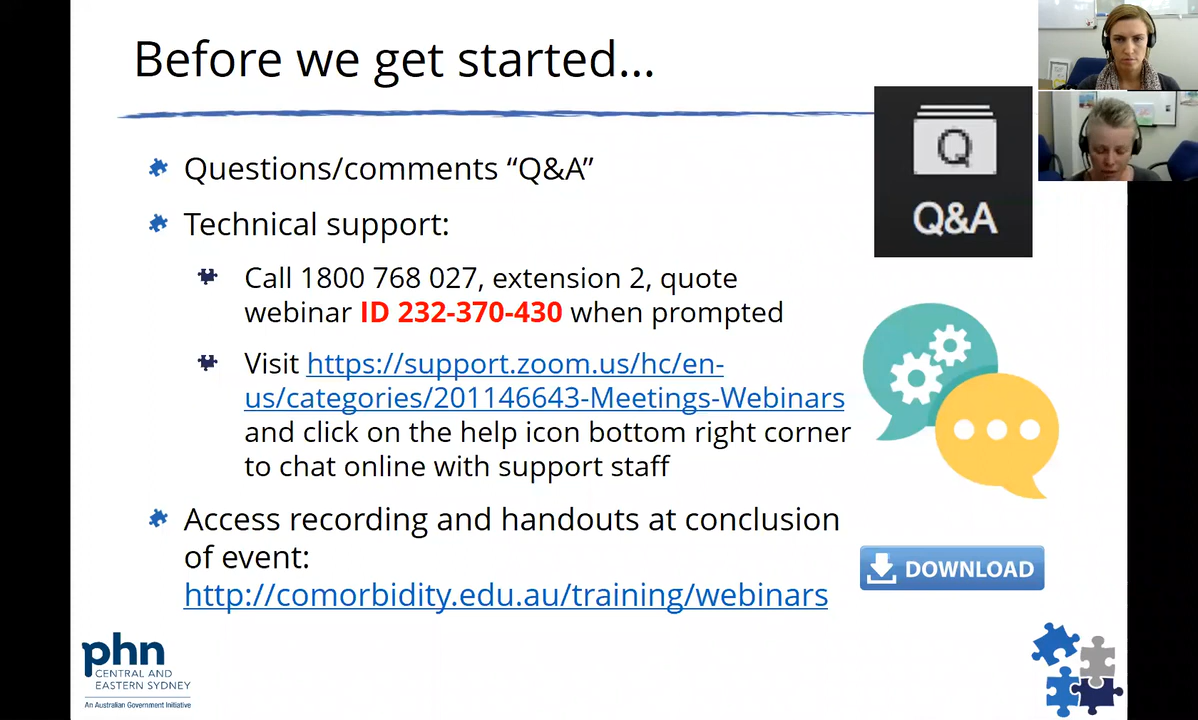 Before we get started...
Questions/comments “Q&A”
Technical support:
Call 1800 768 027, extension 2, quote
webinar ID 232-370-430 when prompted
Visit https://support.zoom.us/hc/en-
us/categories/201146643-Meetings-Webinars
and click on the help icon bottom right corner
to chat online with support staff
Access recording and handouts at conclusion
of event:
http://comorbidity.edu.au/training/webinars
Q
Q&A
DOWNLOAD
phn
CENTRAL AND
EASTERN SYDNEY
An Australian Government Initiative